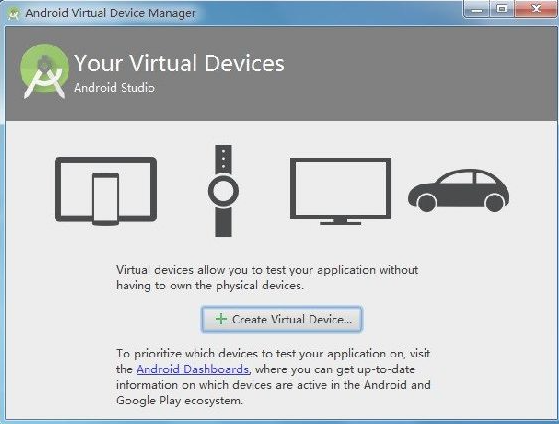 Android Virtual Device Manager
Your Virtual Devices
Android Studio
Virtual devices allow you to test your application without
having to own the physical devices.
Create Virtual Device...
To prioritize which devices to test your application on, visit
the Android Dashboards, where you can get up-to-date
information on which devices are active in the Android and
Google Play ecosystem.